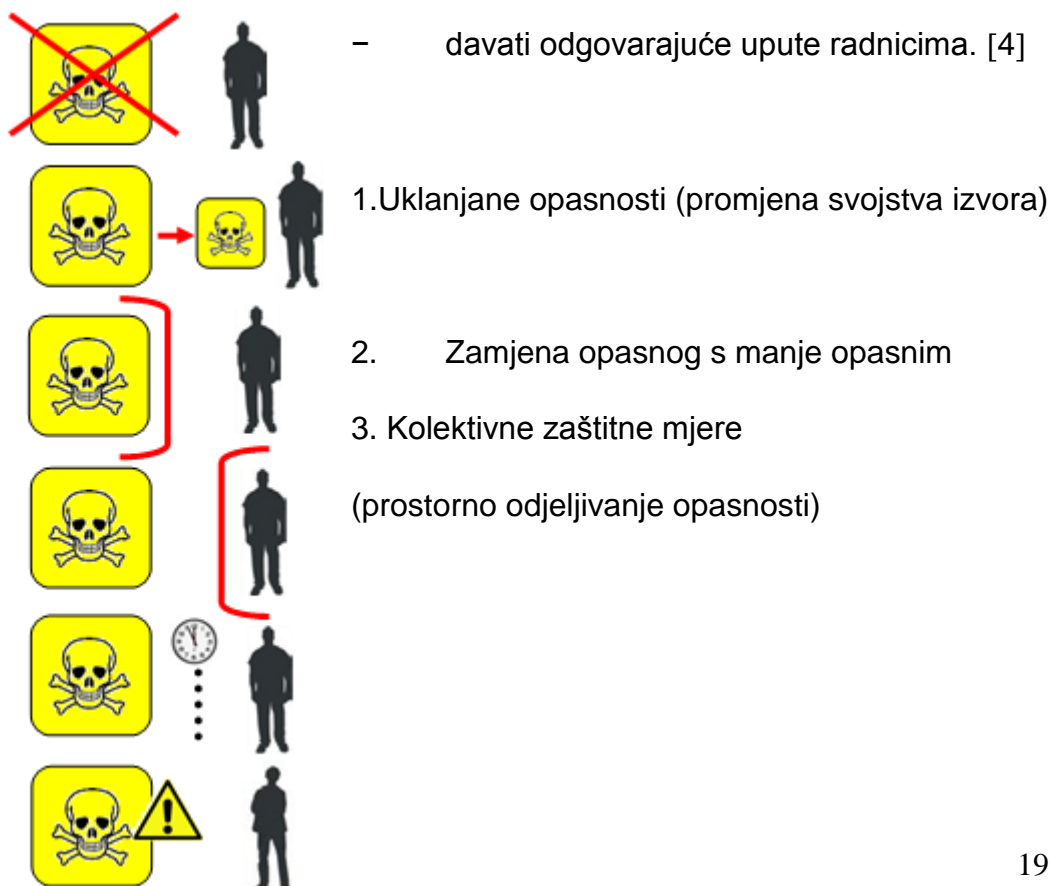 − davati odgovarajuće upute radnicima. [4]
1.Uklanjane opasnosti (promjena svojstva izvora)
2. Zamjena opasnog s manje opasnim
3. Kolektivne zaštitne mjere
(prostorno odjeljivanje opasnosti)
19